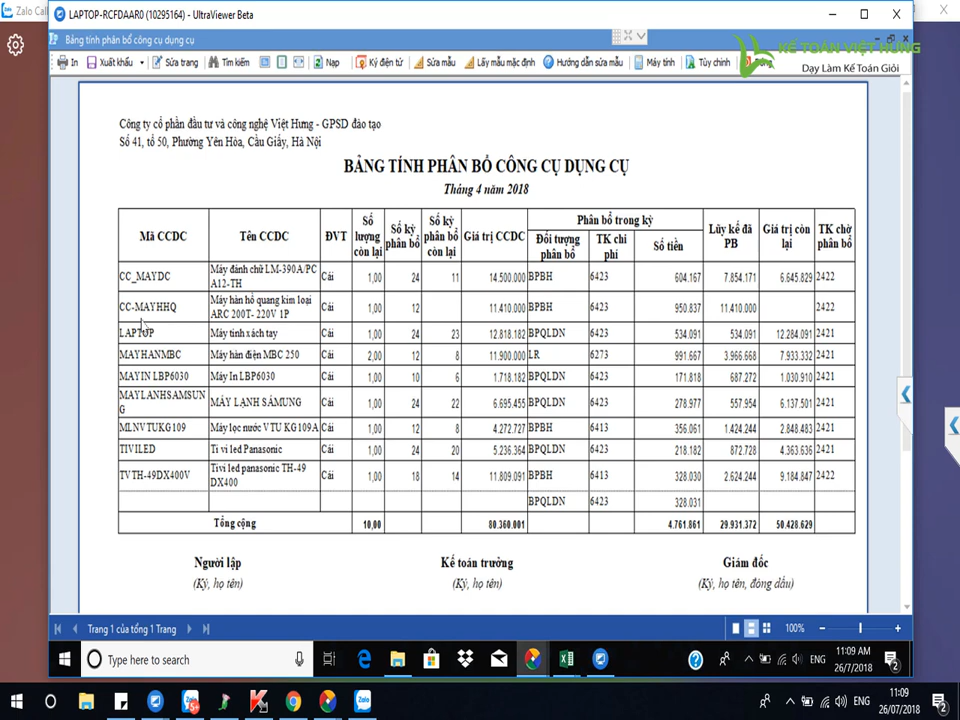 Zalo Cal
LAPTOP-RCFDAAR0 (10295164) - UltraViewer Beta
Bảng tính phân bổ công cụ dụng cụ
KẾ TOÁN VIỆT HƯNG
Dạy Làm Kế Toán Giỏi
In Xuất khẩu Sửa trang Tìm kiếm Nạp Ký điện tử Sửa mẫu Lấy mẫu mặc định Hướng dẫn sửa mẫu Máy tính Tùy chỉnh
Công ty cổ phần đầu tư và công nghệ Việt Hưng - GPSD đào tạo
Số 41, tổ 50, Phường Yên Hòa, Cầu Giấy, Hà Nội
BẢNG TÍNH PHÂN BỔ CÔNG CỤ DỤNG CỤ
Tháng 4 năm 2018
Mã CCDC Tên CCDC ĐVT Số lượng còn lại Số kỳ phân bổ Số kỳ phân bổ còn lại Giá trị CCDC Phân bổ trong kỳ Lũy kế đã PB Giá trị còn lại TK chờ phân bổ
Đối tượng phân bổ TK chi phí Số tiền
CC_MAYDC Máy đánh chữ LM-390A/PC A12-TH Cái 1,00 24 11 14.500.000 BPBH 6423 604.167 7.854.171 6.645.829 2422
CC-MAYHHQ Máy hàn hồ quang kim loại ARC 200T- 220V 1P Cái 1,00 12 11.410.000 BPBH 6423 950.837 11.410.000 2422
LAPTOP Máy tính xách tay Cái 1,00 24 23 12.818.182 BPQLDN 6423 534.091 534.091 12.284.091 2421
MAYHANMBC Máy hàn điện MBC 250 Cái 2,00 12 8 11.900.000 LR 6273 991.667 3.966.668 7.933.332 2421
MAYIN LBP6030 Máy In LBP6030 Cái 1,00 10 6 1.718.182 BPQLDN 6423 171.818 687.272 1.030.910 2421
MAYLANHSAMSUNG MÁY LẠNH SÁMUNG Cái 1,00 24 22 6.695.455 BPQLDN 6423 278.977 557.954 6.137.501 2421
MLNVTUKG109 Máy lọc nước VTU KG109A Cái 1,00 12 8 4.272.727 BPBH 6413 356.061 1.424.244 2.848.483 2421
TIVILED Ti vi led Panasonic Cái 1,00 24 20 5.236.364 BPQLDN 6423 218.182 872.728 4.363.636 2421
TVTH-49DX400V Tivi led panasonic TH-49 DX400 Cái 1,00 18 14 11.809.091 BPBH 6413 328.030 2.624.244 9.184.847 2422
BPQLDN 6423 328.031
Tổng cộng 10,00 80.360.001 4.761.861 29.931.372 50.428.629
Người lập Kế toán trưởng Giám đốc
(Ký, họ tên) (Ký, họ tên) (Ký, họ tên, đóng dấu)
Trang 1 của tổng 1 Trang 100%
Type here to search ENG 11:09 AM 26/7/2018 2
ENG 11:09 26/07/2018 2